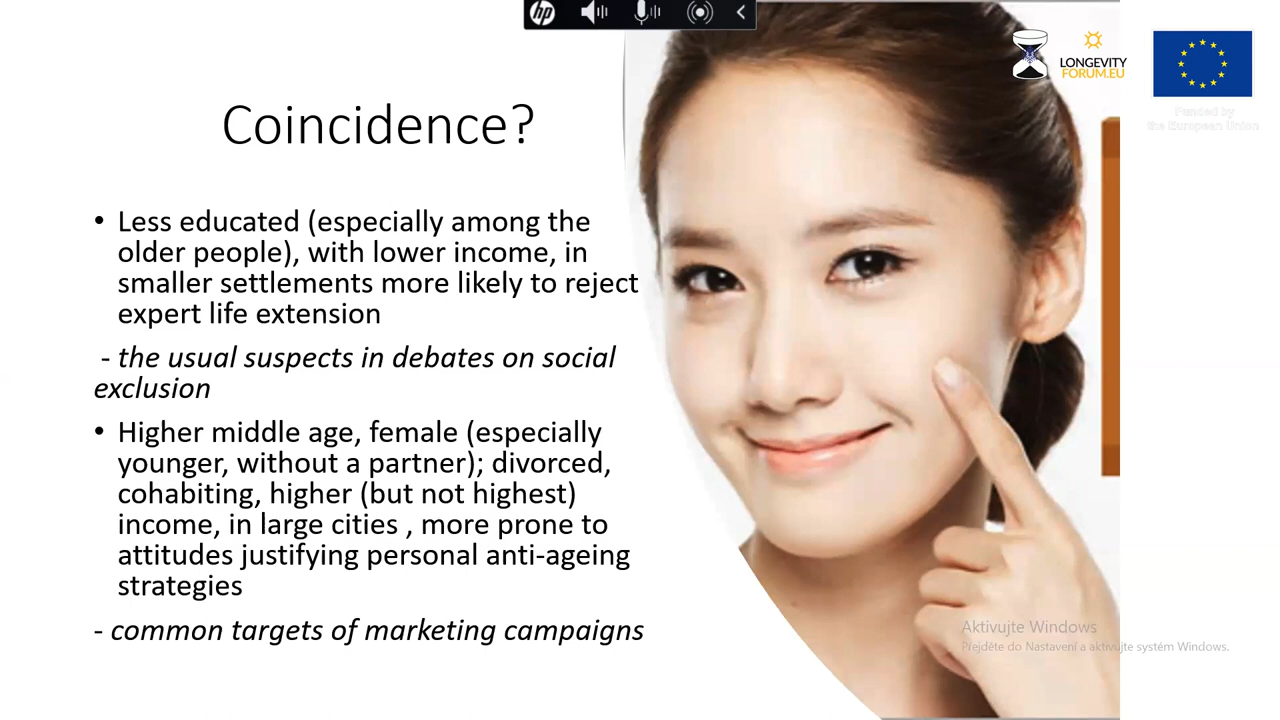 hp
LONGEVITY
FORUM.EU
Funded by
the European Union
Coincidence?
• Less educated (especially among the
older people), with lower income, in
smaller settlements more likely to reject
expert life extension
- the usual suspects in debates on social
exclusion
• Higher middle age, female (especially
younger, without a partner); divorced,
cohabiting, higher (but not highest)
income, in large cities , more prone to
attitudes justifying personal anti-ageing
strategies
- common targets of marketing campaigns
Aktivujte Windows
Přejděte do Nastavení a aktivujte systém Windows.